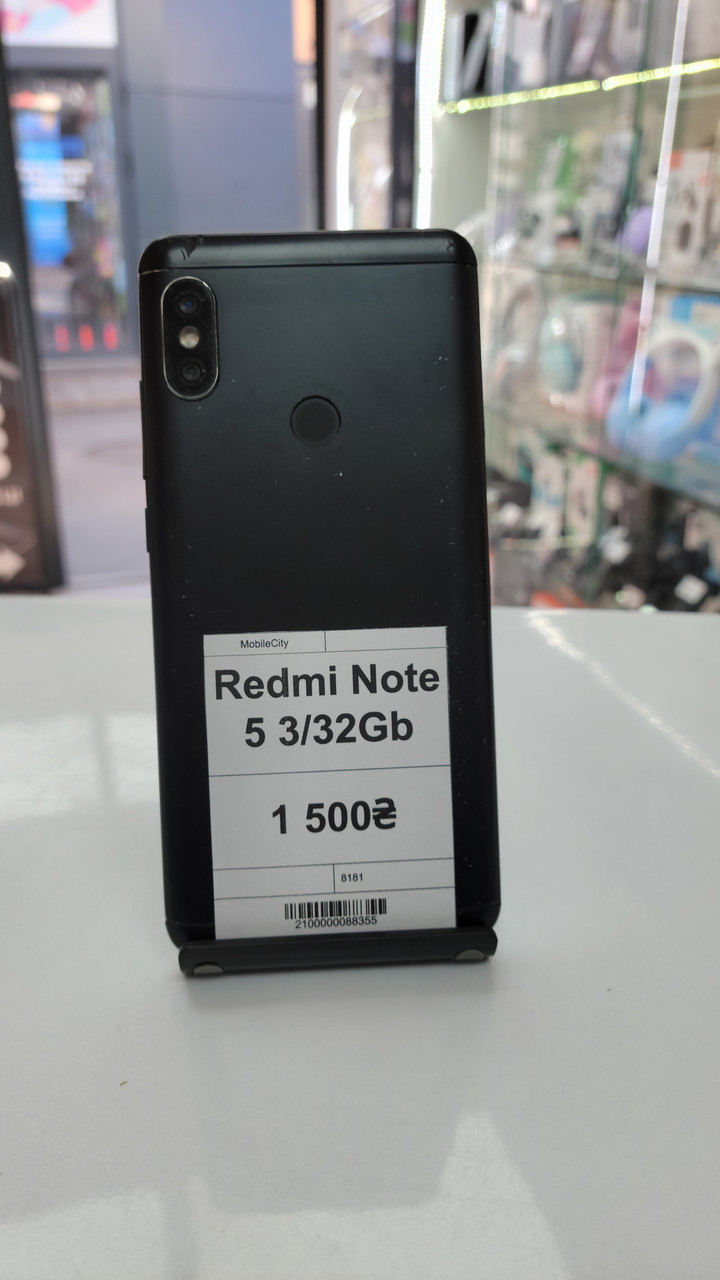 MobileCity
Redmi Note
5 3/32Gb
1 500₴
8181
2100000088355